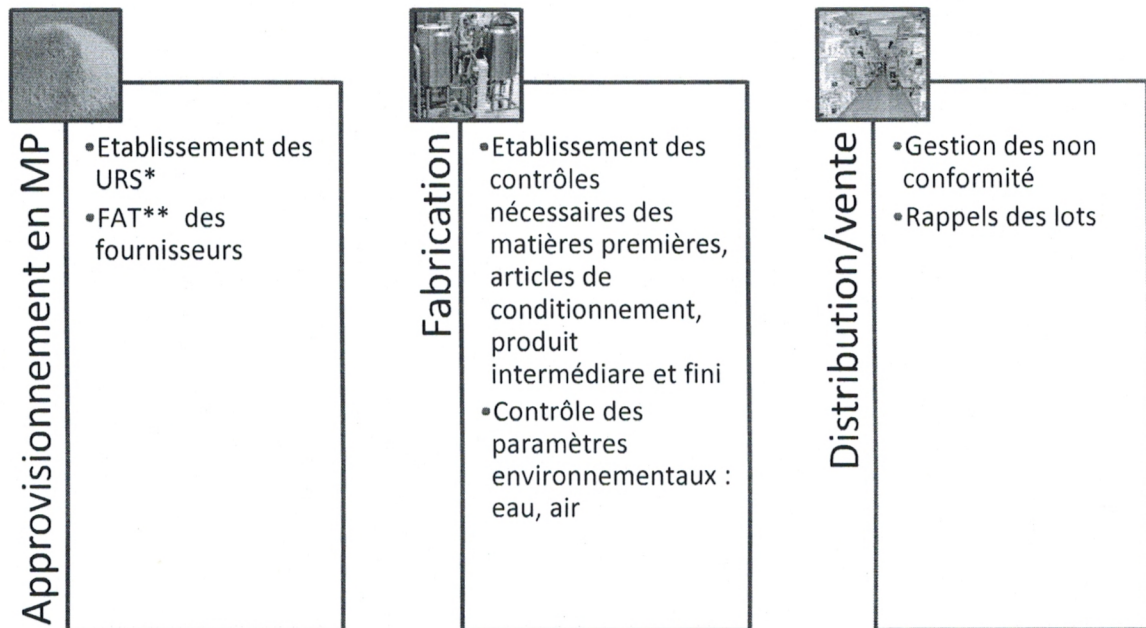 Approvisionnement en MP
•Etablissement des
URS*
•FAT** des
fournisseurs
Fabrication
•Etablissement des
contrôles
nécessaires des
matières premières,
articles de
conditionnement,
produit
intermédiare et fini
•Contrôle des
paramètres
environnementaux :
eau, air
Distribution/vente
•Gestion des non
conformité
•Rappels des lots